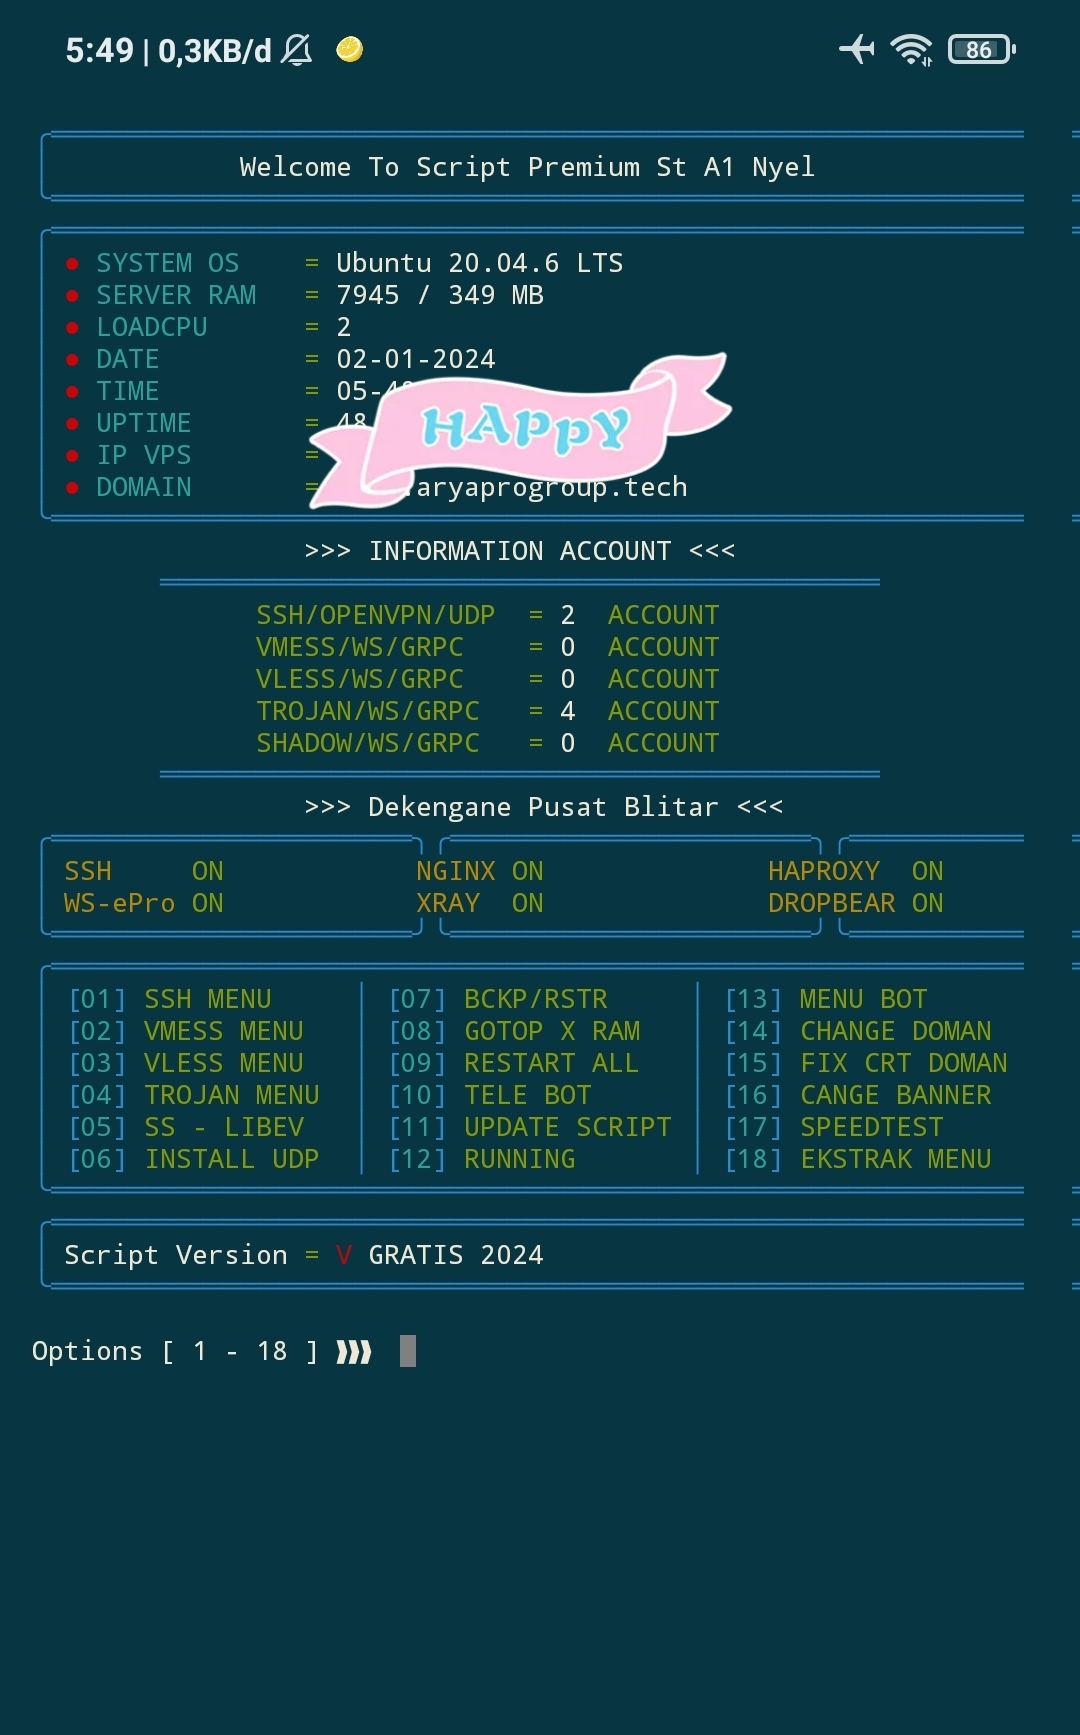 5:49 | 0,3KB/d
86
Welcome To Script Premium St A1 Nyel
● SYSTEM OS = Ubuntu 20.04.6 LTS
● SERVER RAM = 7945 / 349 MB
● LOADCPU = 2
● DATE = 02-01-2024
● TIME = 05-
● UPTIME = 48
● IP VPS =
● DOMAIN = aryaprogroup.tech
HAppY
>>> INFORMATION ACCOUNT <<<
SSH/OPENVPN/UDP = 2 ACCOUNT
VMESS/WS/GRPC = 0 ACCOUNT
VLESS/WS/GRPC = 0 ACCOUNT
TROJAN/WS/GRPC = 4 ACCOUNT
SHADOW/WS/GRPC = 0 ACCOUNT
>>> Dekengane Pusat Blitar <<<
SSH ON NGINX ON HAPROXY ON
WS-ePro ON XRAY ON DROPBEAR ON
[01] SSH MENU [07] BCKP/RSTR [13] MENU BOT
[02] VMESS MENU [08] GOTOP X RAM [14] CHANGE DOMAN
[03] VLESS MENU [09] RESTART ALL [15] FIX CRT DOMAN
[04] TROJAN MENU [10] TELE BOT [16] CANGE BANNER
[05] SS - LIBEV [11] UPDATE SCRIPT [17] SPEEDTEST
[06] INSTALL UDP [12] RUNNING [18] EKSTRAK MENU
Script Version = V GRATIS 2024
Options [ 1 - 18 ] ❱❱❱